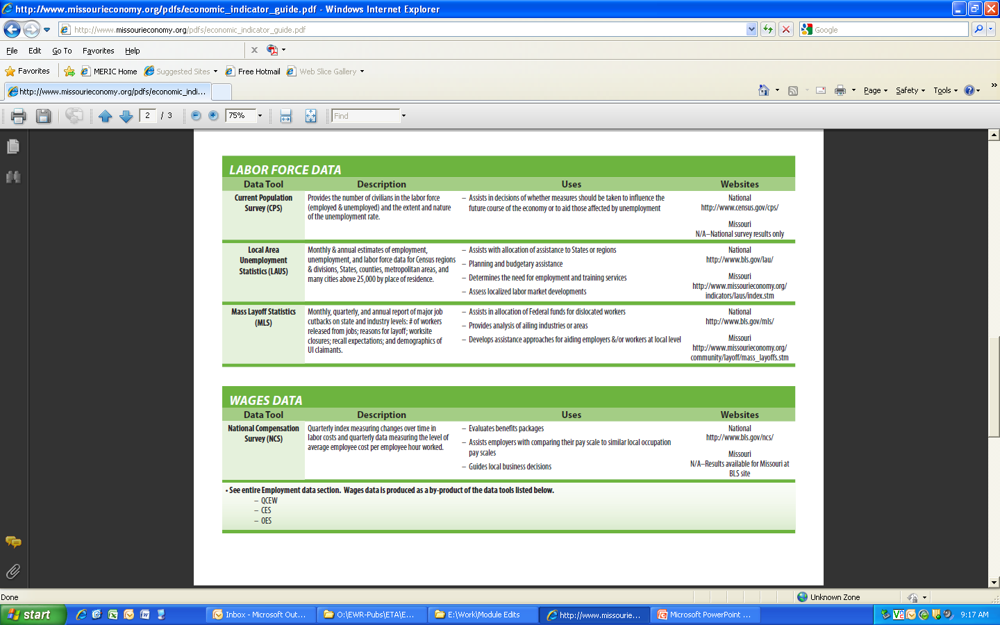 http://www.missourieconomy.org/pdfs/economic_indicator_guide.pdf - Windows Internet Explorer
http://www.missourieconomy.org/pdfs/economic_indicator_guide.pdf
Google
File Edit Go To Favorites Help
Favorites MERIC Home Suggested Sites Free Hotmail Web Slice Gallery
http://www.missourieconomy.org/pdfs/economic_indi...
Page Safety Tools
2 / 3 75% Find
LABOR FORCE DATA
Data Tool Description Uses Websites
Current Population
Survey (CPS)
Provides the number of civilians in the labor force
(employed & unemployed) and the extent and nature
of the unemployment rate.
– Assists in decisions of whether measures should be taken to influence the
future course of the economy or to aid those affected by unemployment
National
http://www.census.gov/cps/
Missouri
N/A–National survey results only
Local Area
Unemployment
Statistics (LAUS)
Monthly & annual estimates of employment,
unemployment, and labor force data for Census regions
& divisions, States, counties, metropolitan areas, and
many cities above 25,000 by place of residence.
– Assists with allocation of assistance to States or regions
– Planning and budgetary assistance
– Determines the need for employment and training services
– Assess localized labor market developments
National
http://www.bls.gov/lau/
Missouri
http://www.missourieconomy.org/
indicators/laus/index.stm
Mass Layoff Statistics
(MLS)
Monthly, quarterly, and annual report of major job
cutbacks on state and industry levels: # of workers
released from jobs; reasons for layoff; worksite
closures; recall expectations; and demographics of
UI claimants.
– Assists in allocation of Federal funds for dislocated workers
– Provides analysis of ailing industries or areas
– Develops assistance approaches for aiding employers &/or workers at local level
National
http://www.bls.gov/mls/
Missouri
http://www.missourieconomy.org/
community/layoff/mass_layoffs.stm
WAGES DATA
Data Tool Description Uses Websites
National Compensation
Survey (NCS)
Quarterly index measuring changes over time in
labor costs and quarterly data measuring the level of
average employee cost per employee hour worked.
– Evaluates benefits packages
– Assists employers with comparing their pay scale to similar local occupation
pay scales
– Guides local business decisions
National
http://www.bls.gov/ncs/
Missouri
N/A–Results available for Missouri at
BLS site
• See entire Employment data section. Wages data is produced as a by-product of the data tools listed below.
– QCEW
– CES
– OES
Done Unknown Zone
start Inbox - Microsoft Out... O:\EWR-Pubs\ETA\E... E:\Work\Module Edits http://www.missourie... Microsoft PowerPoint ... 9:17 AM